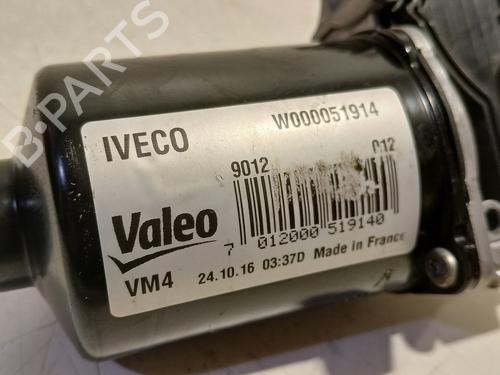 B-PARTS
IVECO
W000051914
9012
012
Valeo
7 012000 519140
VM4
24.10.16 03:37D Made in France